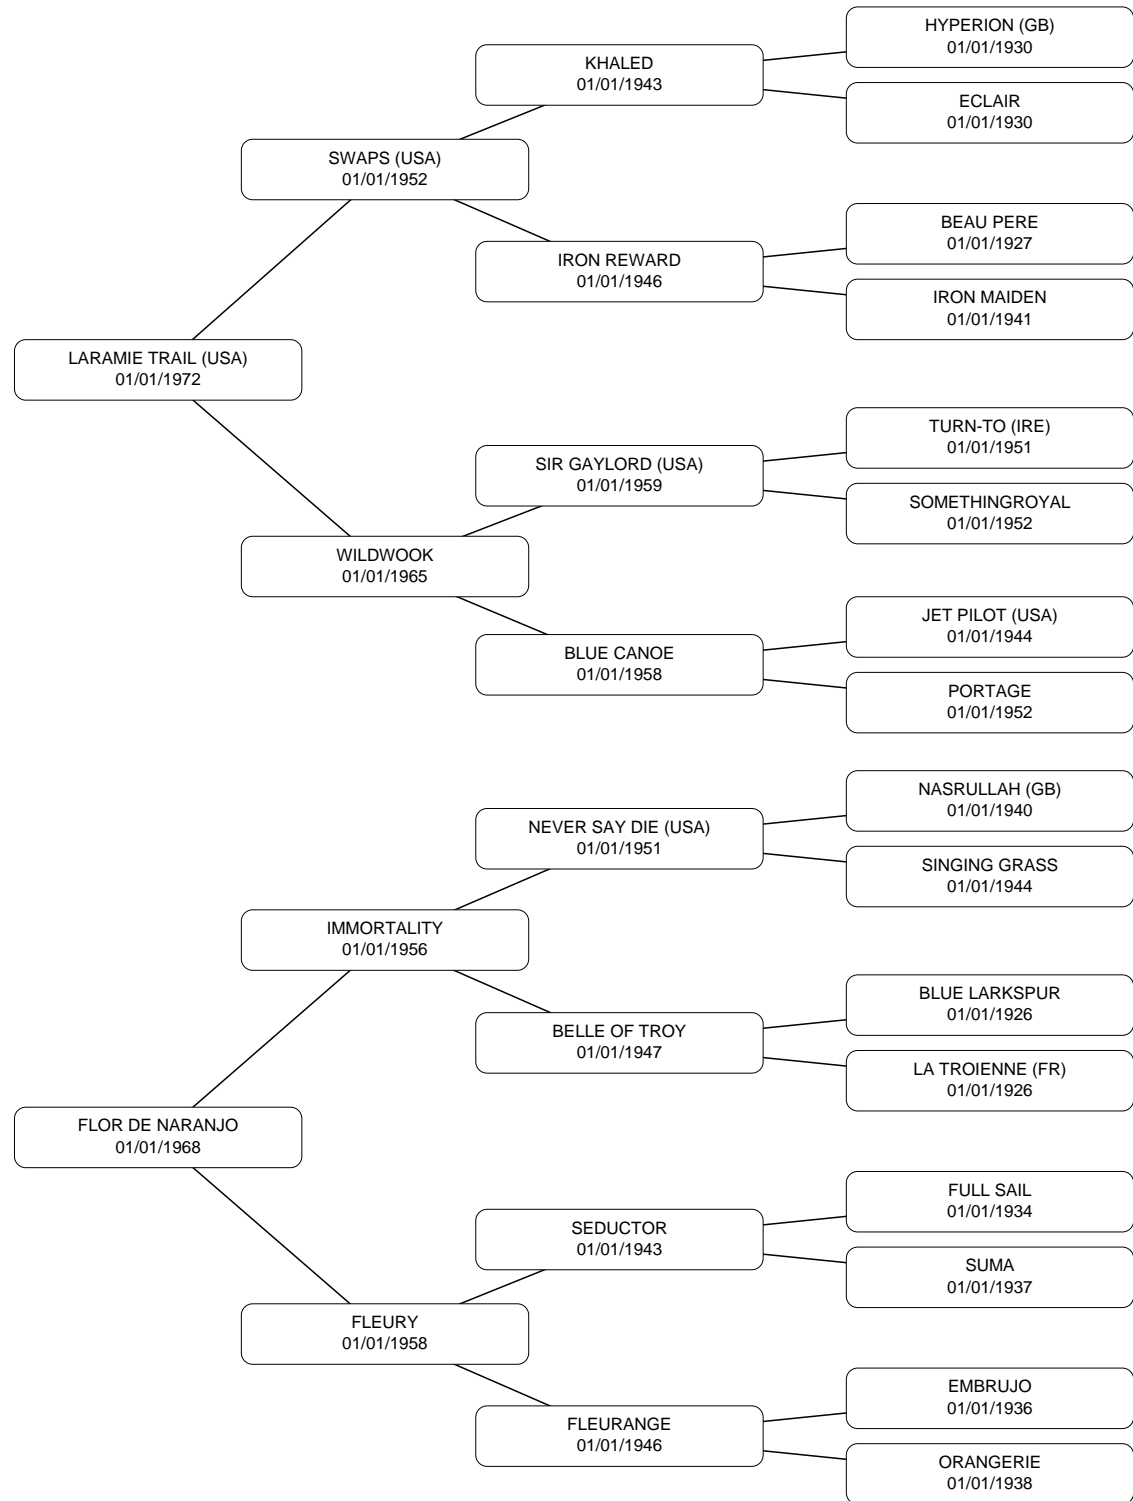 HYPERION (GB)
01/01/1930
KHALED
01/01/1943
ECLAIR
01/01/1930
SWAPS (USA)
01/01/1952
BEAU PERE
01/01/1927
IRON REWARD
01/01/1946
IRON MAIDEN
01/01/1941
LARAMIE TRAIL (USA)
01/01/1972
TURN-TO (IRE)
01/01/1951
SIR GAYLORD (USA)
01/01/1959
SOMETHINGROYAL
01/01/1952
WILDWOOK
01/01/1965
JET PILOT (USA)
01/01/1944
BLUE CANOE
01/01/1958
PORTAGE
01/01/1952
NASRULLAH (GB)
01/01/1940
NEVER SAY DIE (USA)
01/01/1951
SINGING GRASS
01/01/1944
IMMORTALITY
01/01/1956
BLUE LARKSPUR
01/01/1926
BELLE OF TROY
01/01/1947
LA TROIENNE (FR)
01/01/1926
FLOR DE NARANJO
01/01/1968
FULL SAIL
01/01/1934
SEDUCTOR
01/01/1943
SUMA
01/01/1937
FLEURY
01/01/1958
EMBRUJO
01/01/1936
FLEURANGE
01/01/1946
ORANGERIE
01/01/1938